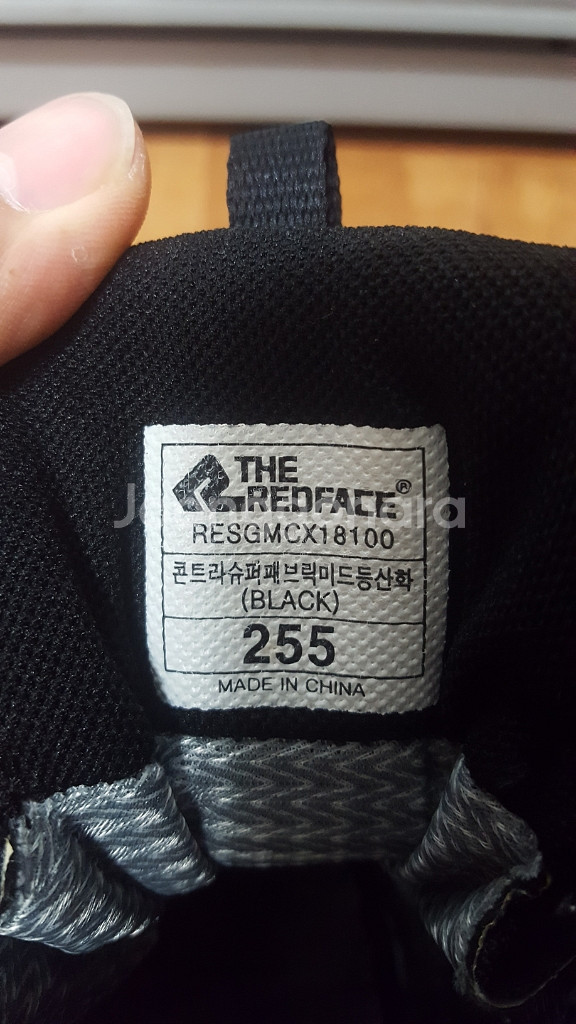 THE
REDFACE®
RESGMCX18100
콘트라슈퍼패브릭미드등산화
(BLACK)
255
MADE IN CHINA